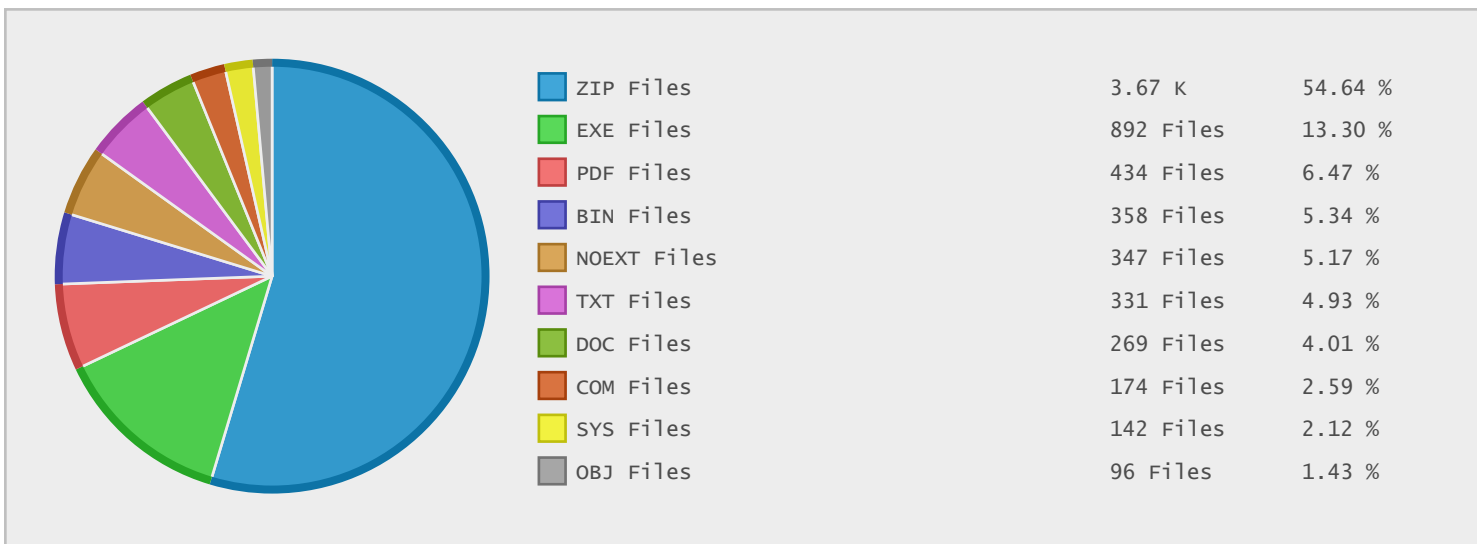 ZIP Files 3.67 K 54.64 %
EXE Files 892 Files 13.30 %
PDF Files 434 Files 6.47 %
BIN Files 358 Files 5.34 %
NOEXT Files 347 Files 5.17 %
TXT Files 331 Files 4.93 %
DOC Files 269 Files 4.01 %
COM Files 174 Files 2.59 %
SYS Files 142 Files 2.12 %
OBJ Files 96 Files 1.43 %